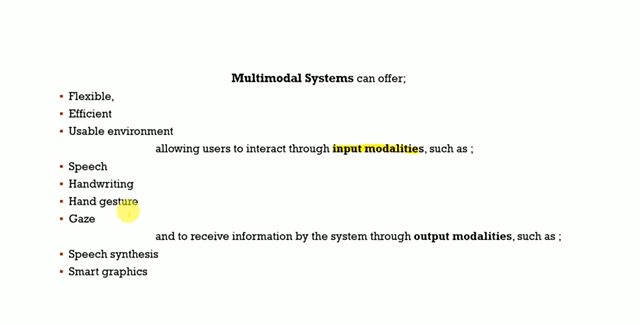 Multimodal Systems can offer;
▪ Flexible,
▪ Efficient
▪ Usable environment
allowing users to interact through input modalities, such as ;
▪ Speech
▪ Handwriting
▪ Hand gesture
▪ Gaze
and to receive information by the system through output modalities, such as ;
▪ Speech synthesis
▪ Smart graphics